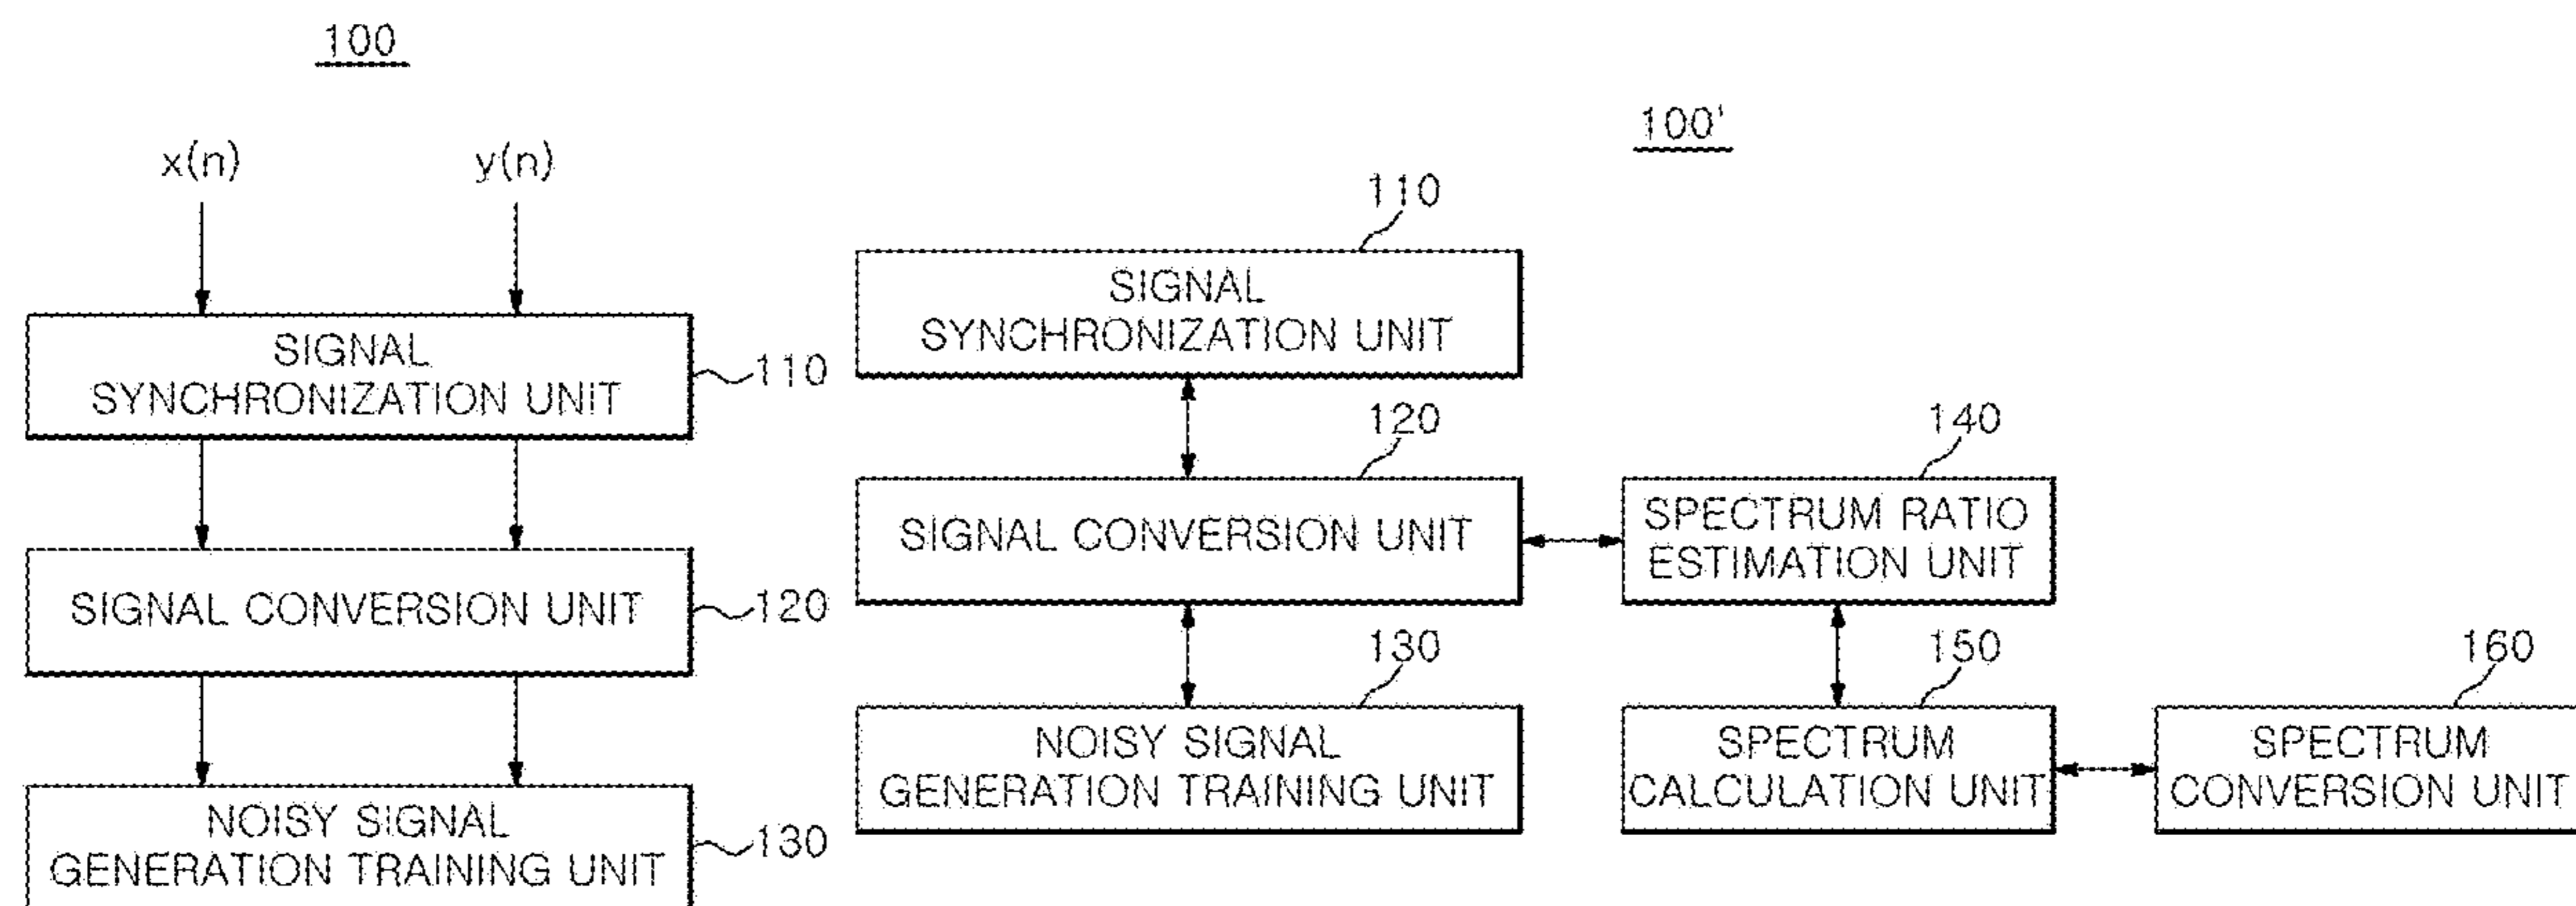 100
x(n)
y(n)
SIGNAL
SYNCHRONIZATION UNIT
110
SIGNAL CONVERSION UNIT
120
NOISY SIGNAL
GENERATION TRAINING UNIT
130
100'
110
SIGNAL
SYNCHRONIZATION UNIT
120
SIGNAL CONVERSION UNIT
140
SPECTRUM RATIO
ESTIMATION UNIT
130
NOISY SIGNAL
GENERATION TRAINING UNIT
150
SPECTRUM
CALCULATION UNIT
160
SPECTRUM
CONVERSION UNIT